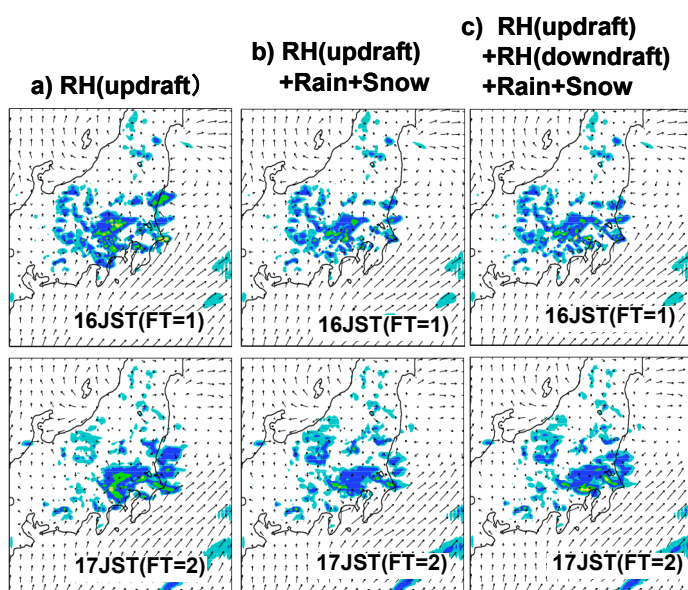 a) RH(updraft）
b) RH(updraft)
+Rain+Snow
c) RH(updraft)
+RH(downdraft)
+Rain+Snow
16JST(FT=1)
16JST(FT=1)
16JST(FT=1)
17JST(FT=2)
17JST(FT=2)
17JST(FT=2)